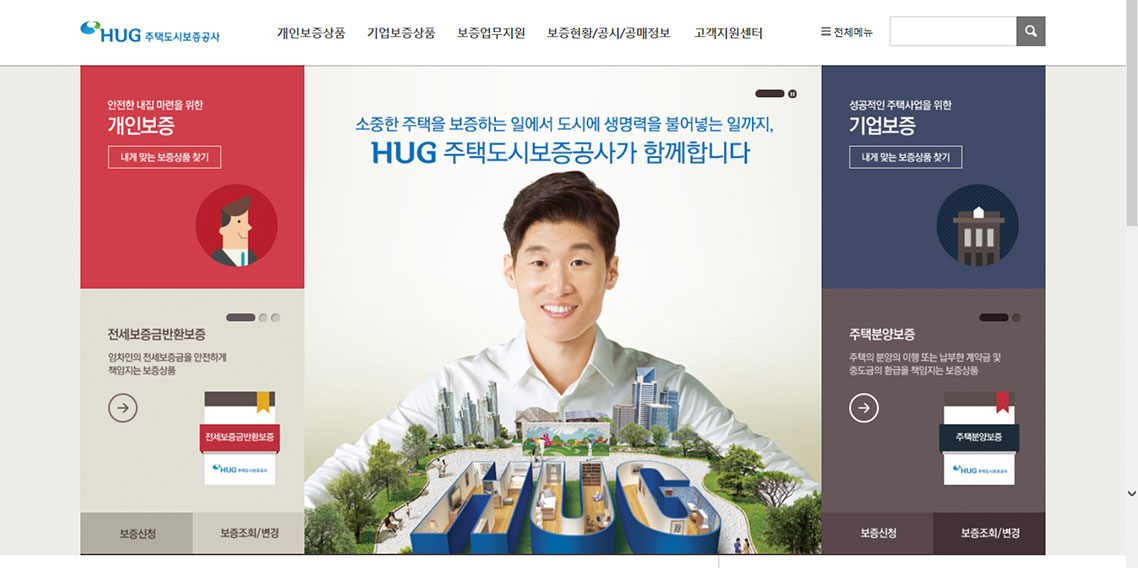 HUG 주택도시보증공사
개인보증상품
기업보증상품
보증업무지원
보증현황/공시/공매정보
고객지원센터
전체메뉴
안전한 내집 마련을 위한
개인보증
내게 맞는 보증상품 찾기
전세보증금반환보증
임차인의 전세보증금을 안전하게
책임지는 보증상품
전세보증금반환보증
HUG 주택도시보증공사
보증신청
보증조회/변경
소중한 주택을 보증하는 일에서 도시에 생명력을 불어넣는 일까지,
HUG 주택도시보증공사가 함께합니다
HUG
성공적인 주택사업을 위한
기업보증
내게 맞는 보증상품 찾기
주택분양보증
주택의 분양의 이행 또는 납부한 계약금 및
중도금의 환급을 책임지는 보증상품
주택분양보증
HUG 주택도시보증공사
보증신청
보증조회/변경